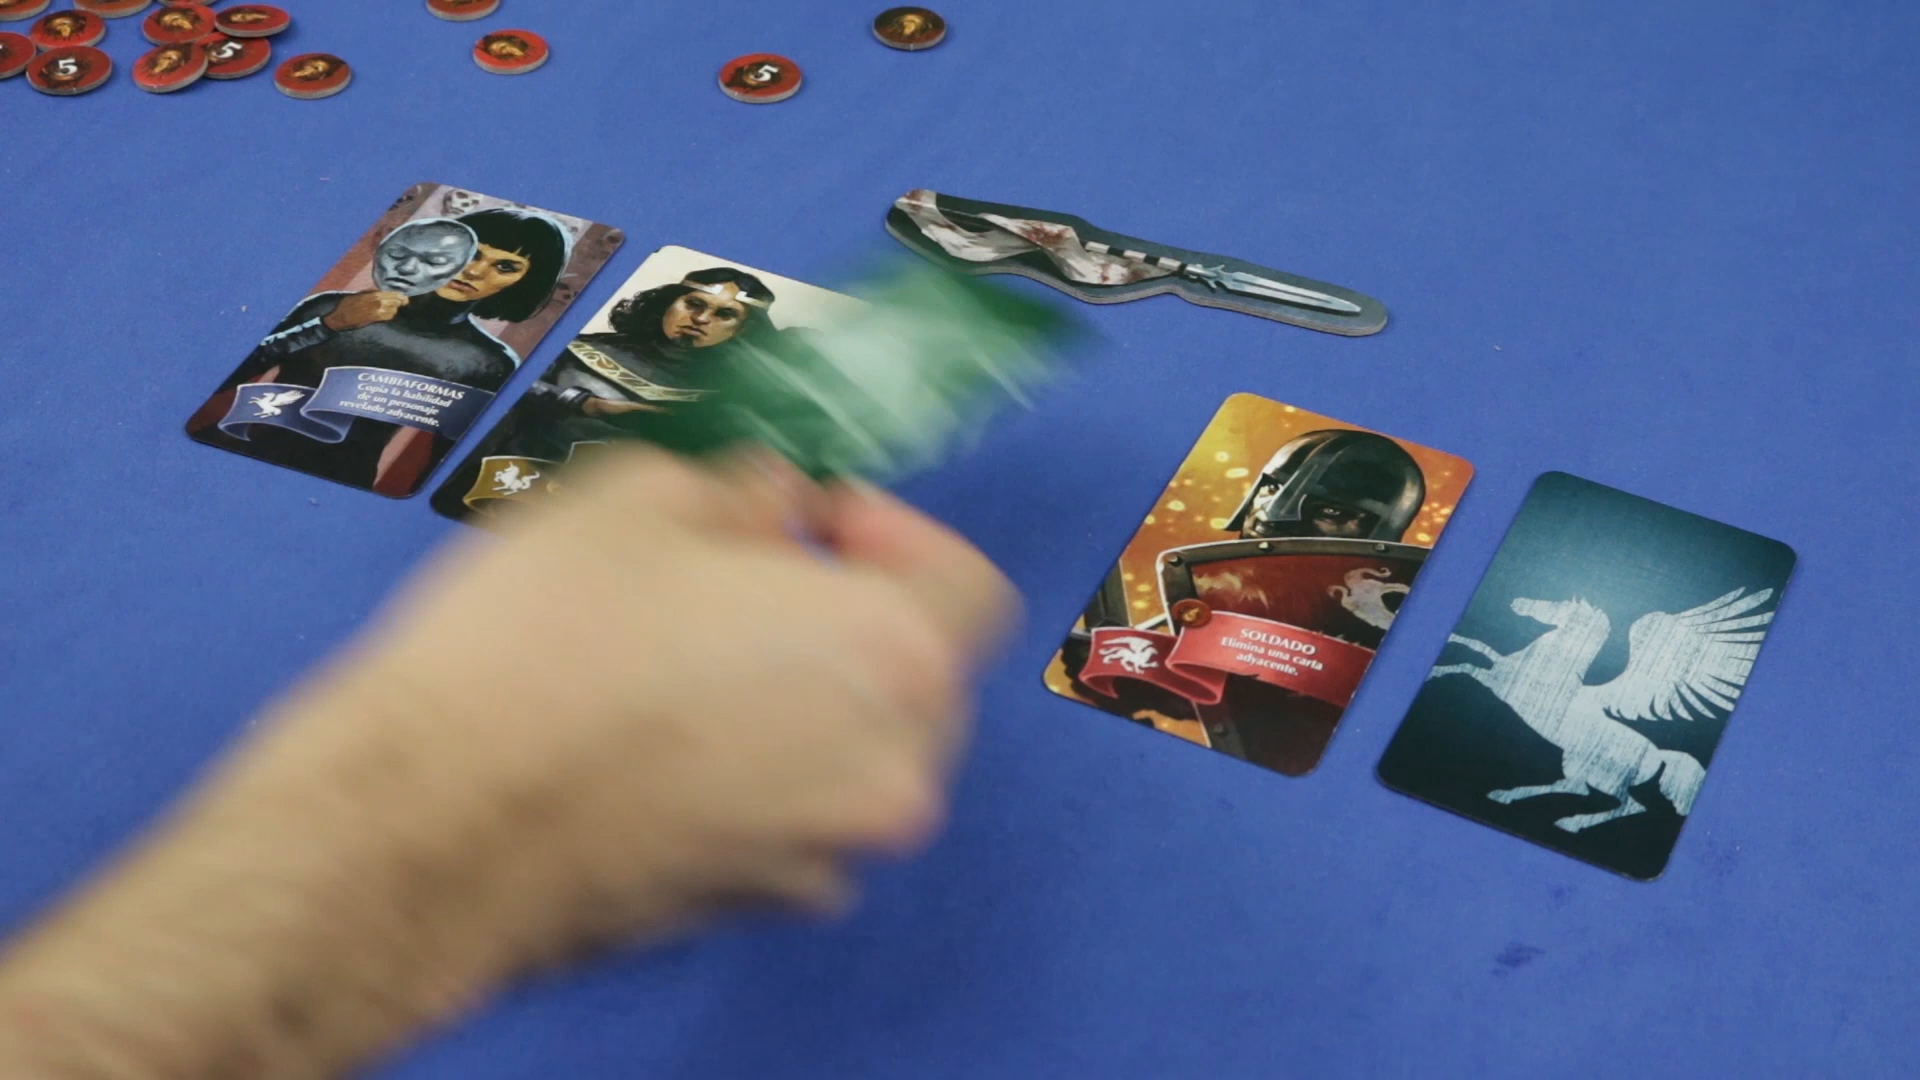 5
5
5
CAMBIAFORMAS
Copia la habilidad
de un personaje
revelado adyacente.
SOLDADO
Elimina una carta
adyacente.